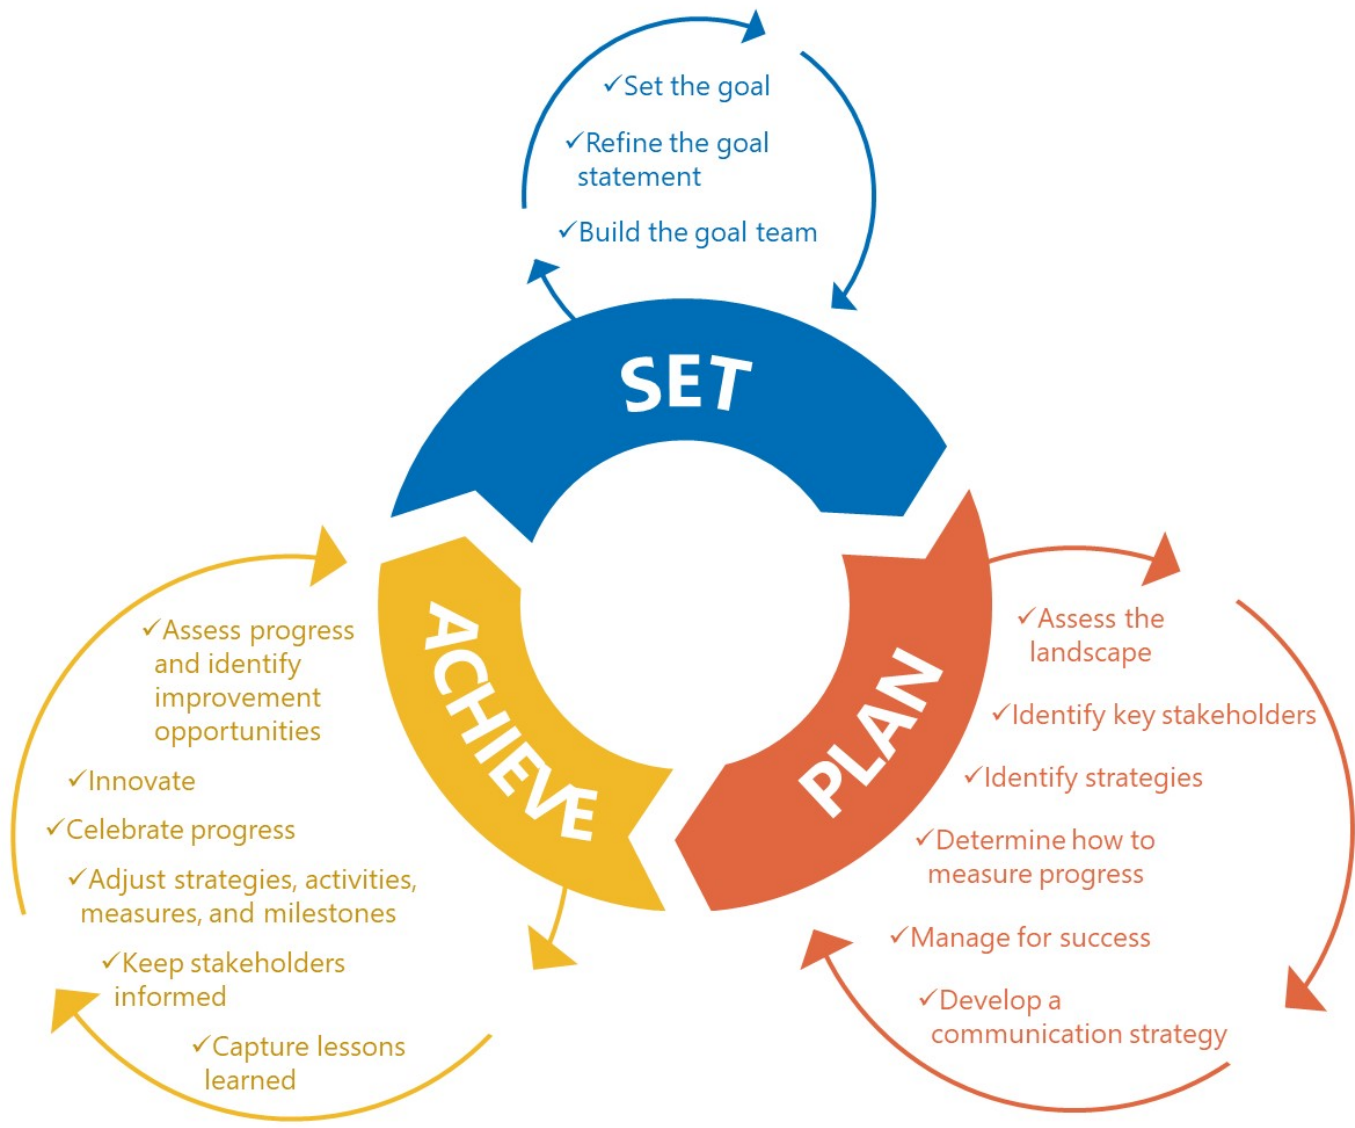 ✓Set the goal
✓Refine the goal
statement
✓Build the goal team
SET
✓Assess the
landscape
✓Identify key stakeholders
✓Identify strategies
✓Determine how to
measure progress
✓Manage for success
✓Develop a
communication strategy
PLAN
ACHIEVE
✓Assess progress
and identify
improvement
opportunities
✓Innovate
✓Celebrate progress
✓Adjust strategies, activities,
measures, and milestones
✓Keep stakeholders
informed
✓Capture lessons
learned